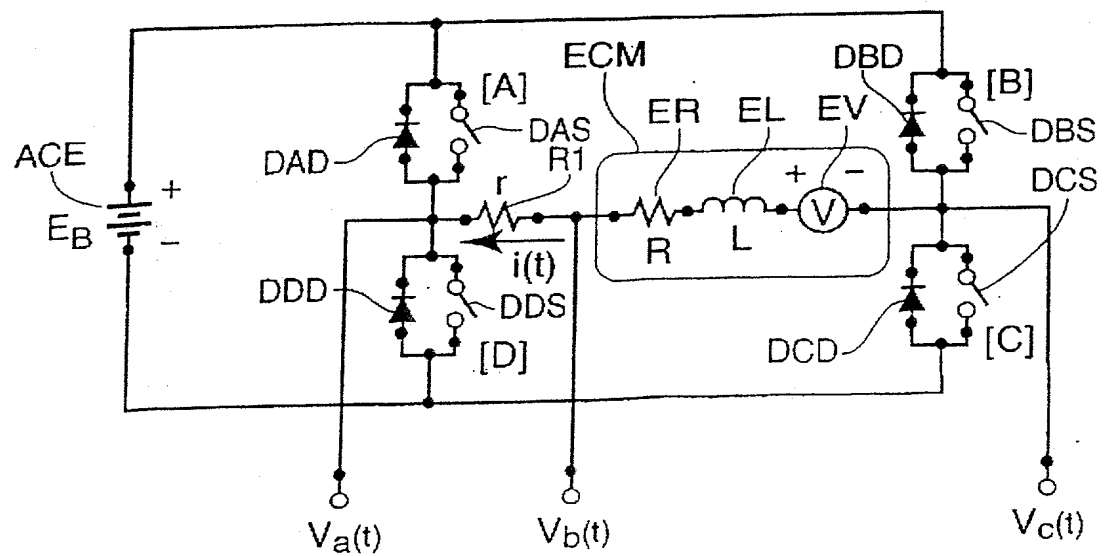 ECM
DBD
[A]
[B]
ER
EL
EV
DAS
DBS
ACE
DAD
R1
+
−
DCS
+
r
E_B
−
V
R
L
i(t)
DDD
DDS
DCD
[D]
[C]
V_a(t)
V_b(t)
V_c(t)